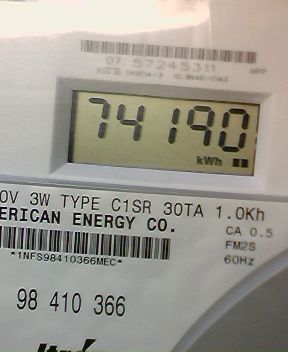 07 57245311
74190
kWh
0V 3W TYPE C1SR 30TA 1.0Kh
ERICAN ENERGY CO.
CA 0.5
FM2S
60Hz
*1NFS98410366MEC*
98 410 366